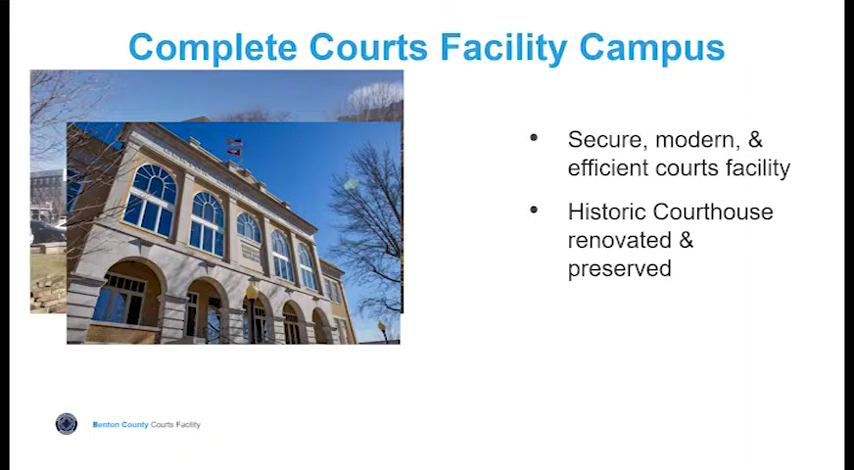 Complete Courts Facility Campus
• Secure, modern, &
efficient courts facility
• Historic Courthouse
renovated &
preserved
Benton County Courts Facility